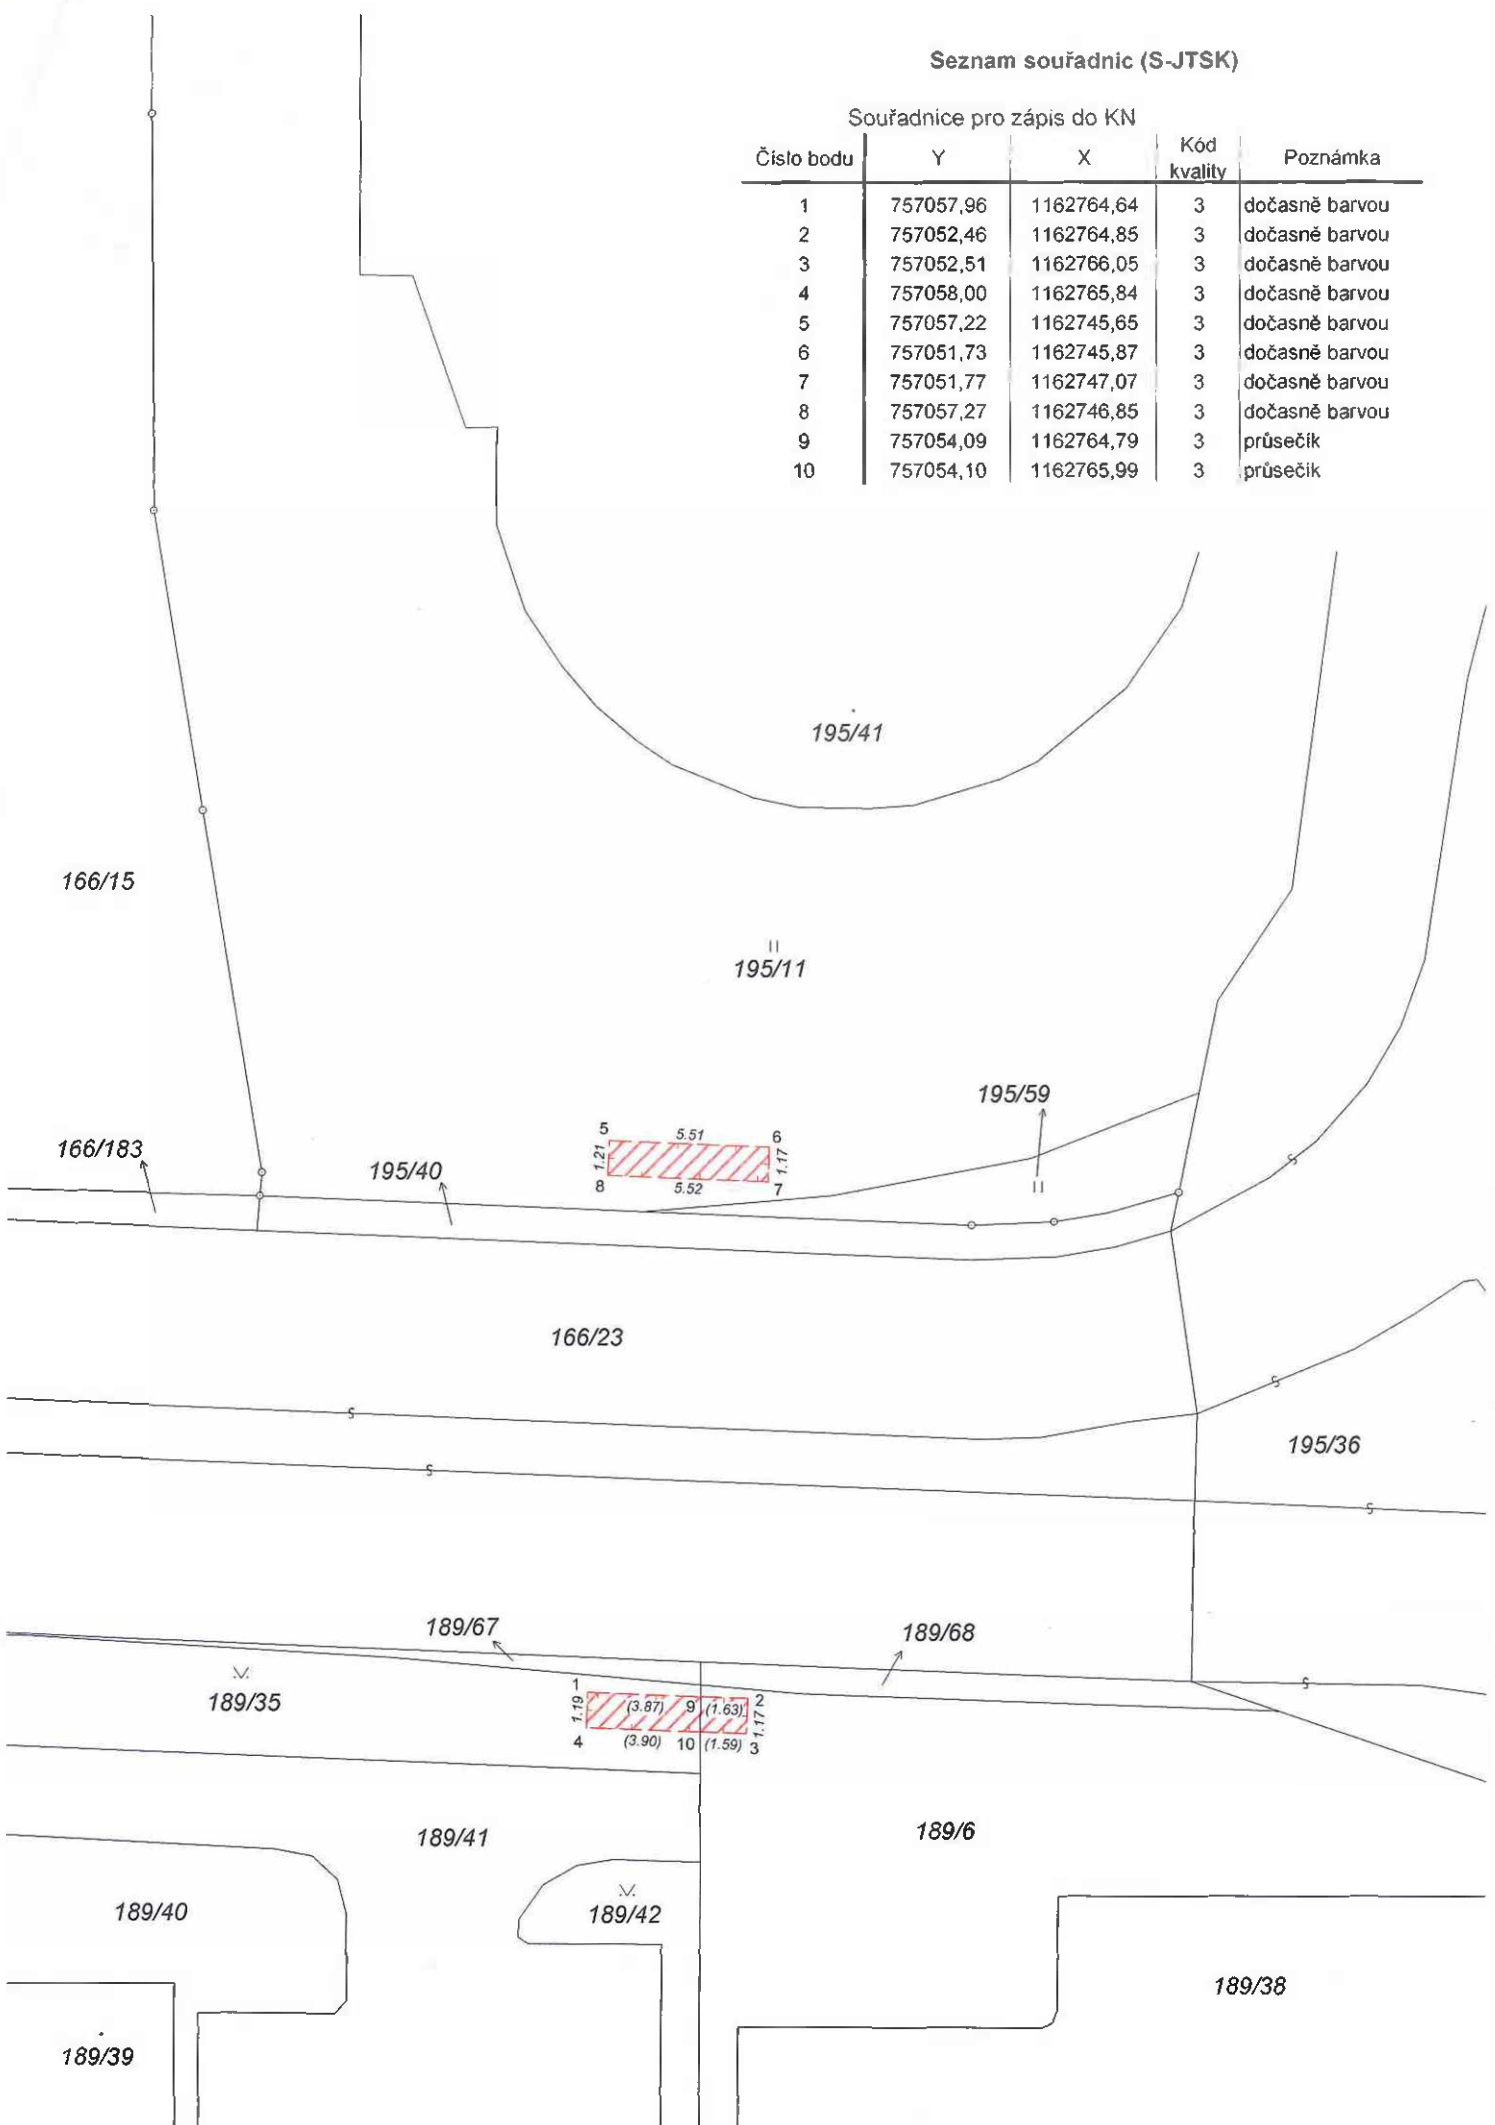 Seznam souřadnic (S-JTSK)
Souřadnice pro zápis do KN
Číslo bodu Y X Kód kvality Poznámka
1 757057,96 1162764,64 3 dočasně barvou
2 757052,46 1162764,85 3 dočasně barvou
3 757052,51 1162766,05 3 dočasně barvou
4 757058,00 1162765,84 3 dočasně barvou
5 757057,22 1162745,65 3 dočasně barvou
6 757051,73 1162745,87 3 dočasně barvou
7 757051,77 1162747,07 3 dočasně barvou
8 757057,27 1162746,85 3 dočasně barvou
9 757054,09 1162764,79 3 průsečík
10 757054,10 1162765,99 3 průsečík
195/41
166/15
195/11
195/59
166/183
195/40
5 5.51 6
1.21 1.17
8 5.52 7
166/23
195/36
189/67
189/68
189/35
1 (3.87) 9 (1.63) 2
1.19 1.17
4 (3.90) 10 (1.59) 3
189/41
189/6
189/40
189/42
189/38
189/39